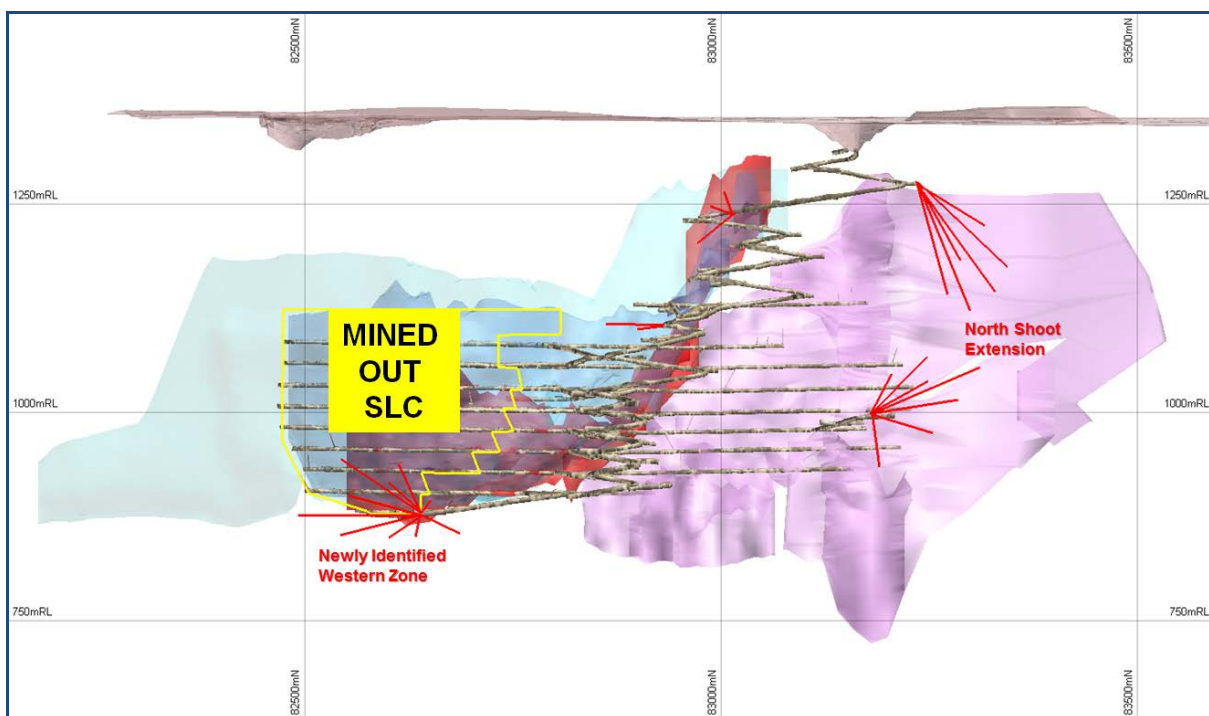 82500mN
83000mN
83500mN
1250mRL
1250mRL
MINED
OUT
SLC
North Shoot
Extension
1000mRL
1000mRL
Newly Identified
Western Zone
750mRL
750mRL
82500mN
83000mN
83500mN